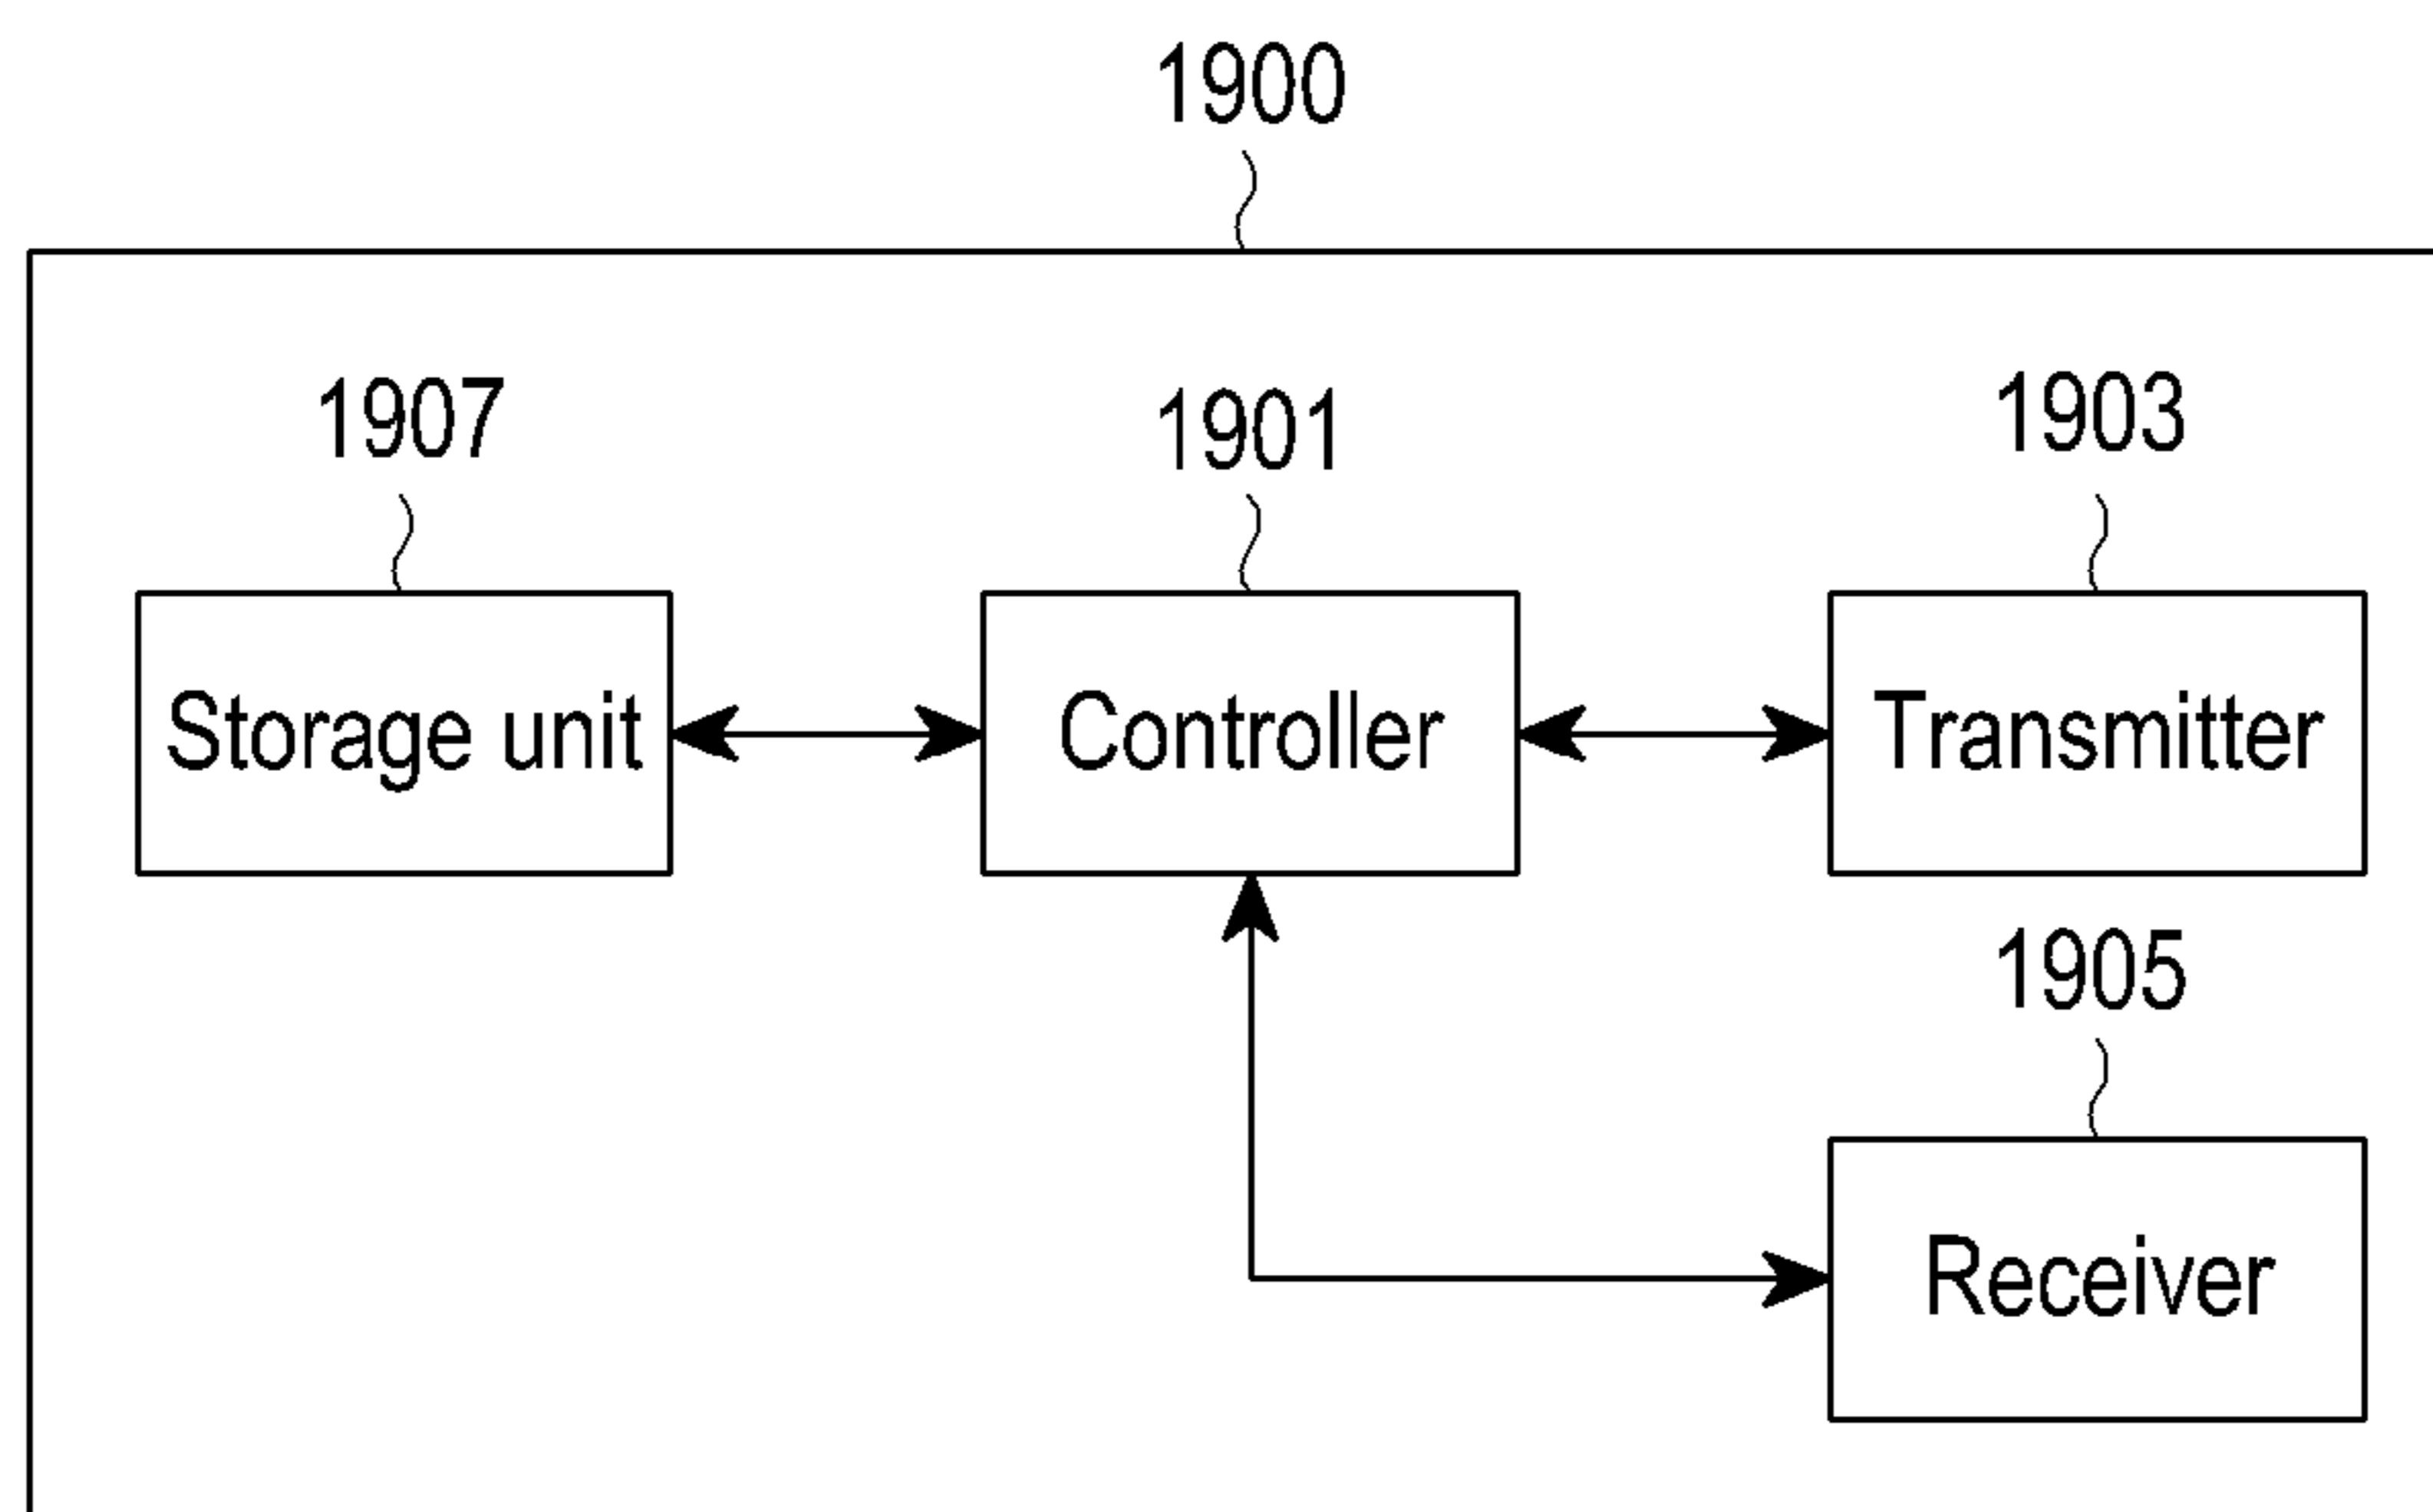 1900
1907
1901
1903
Storage unit
Controller
Transmitter
1905
Receiver